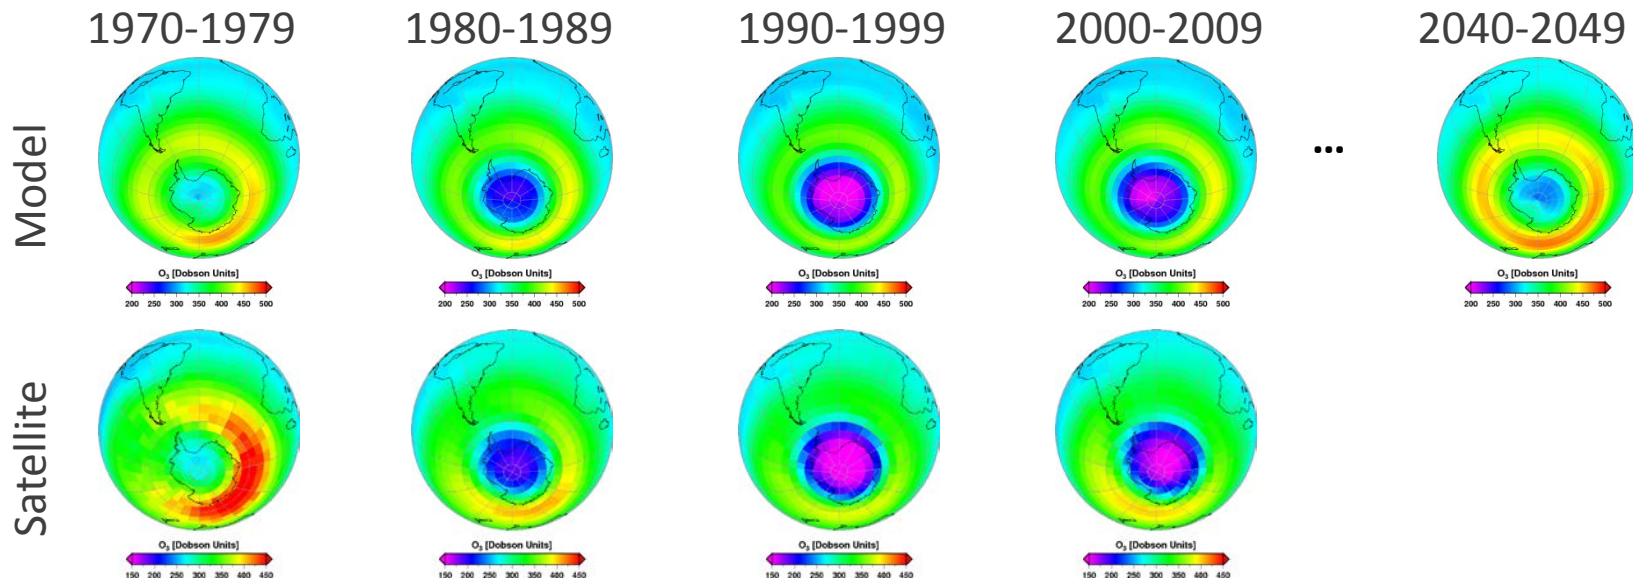 1970-1979 1980-1989 1990-1999 2000-2009 2040-2049
Model
...
O3 [Dobson Units] O3 [Dobson Units] O3 [Dobson Units] O3 [Dobson Units] O3 [Dobson Units]
200 250 300 350 400 450 500 200 250 300 350 400 450 500 200 250 300 350 400 450 500 200 250 300 350 400 450 500 200 250 300 350 400 450 500
Satellite
O3 [Dobson Units] O3 [Dobson Units] O3 [Dobson Units] O3 [Dobson Units]
150 200 250 300 350 400 450 150 200 250 300 350 400 450 150 200 250 300 350 400 450 150 200 250 300 350 400 450